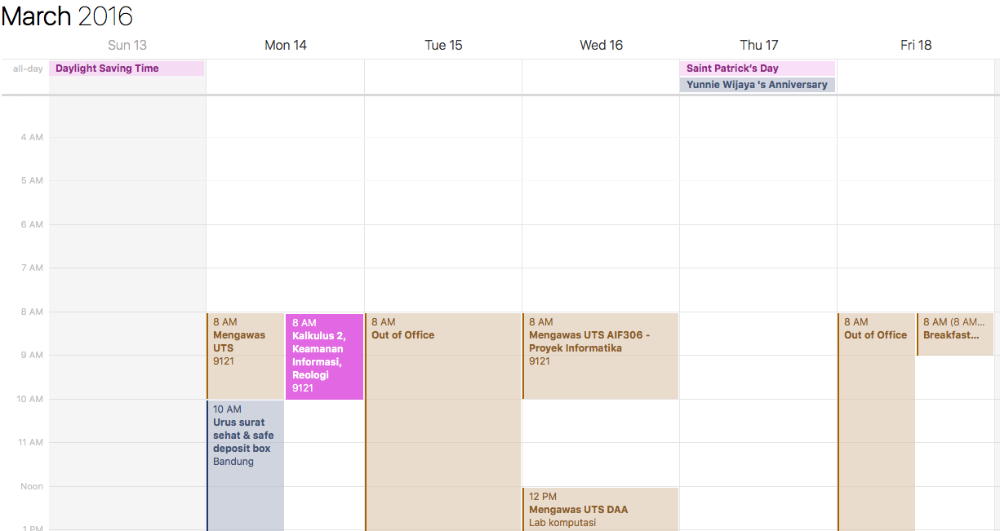 March 2016
Sun 13
Mon 14
Tue 15
Wed 16
Thu 17
Fri 18
all-day
Daylight Saving Time
Saint Patrick's Day
Yunnie Wijaya 's Anniversary
4 AM
5 AM
6 AM
7 AM
8 AM
9 AM
10 AM
11 AM
Noon
1 PM
8 AM
Mengawas
UTS
9121
8 AM
Kalkulus 2,
Keamanan
Informasi,
Reologi
9121
10 AM
Urus surat
sehat & safe
deposit box
Bandung
8 AM
Out of Office
8 AM
Mengawas UTS AIF306 -
Proyek Informatika
9121
12 PM
Mengawas UTS DAA
Lab komputasi
8 AM
Out of Office
8 AM (8 AM...
Breakfast...